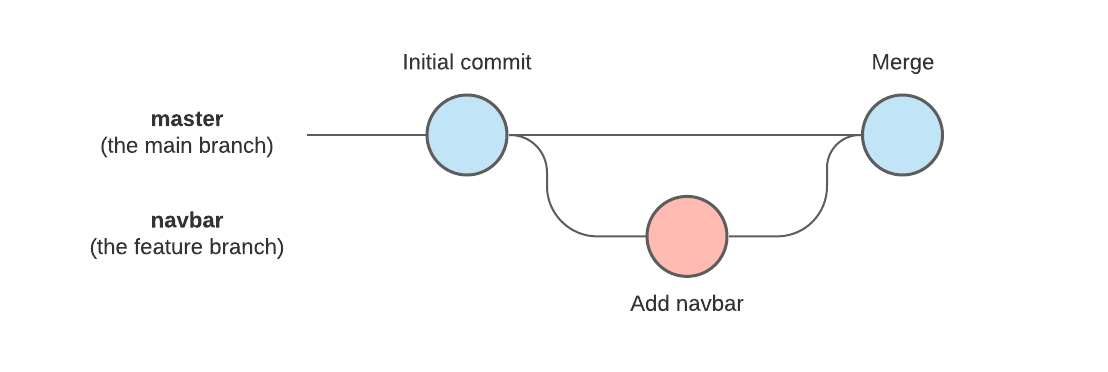 Initial commit
Merge
master
(the main branch)
navbar
(the feature branch)
Add navbar